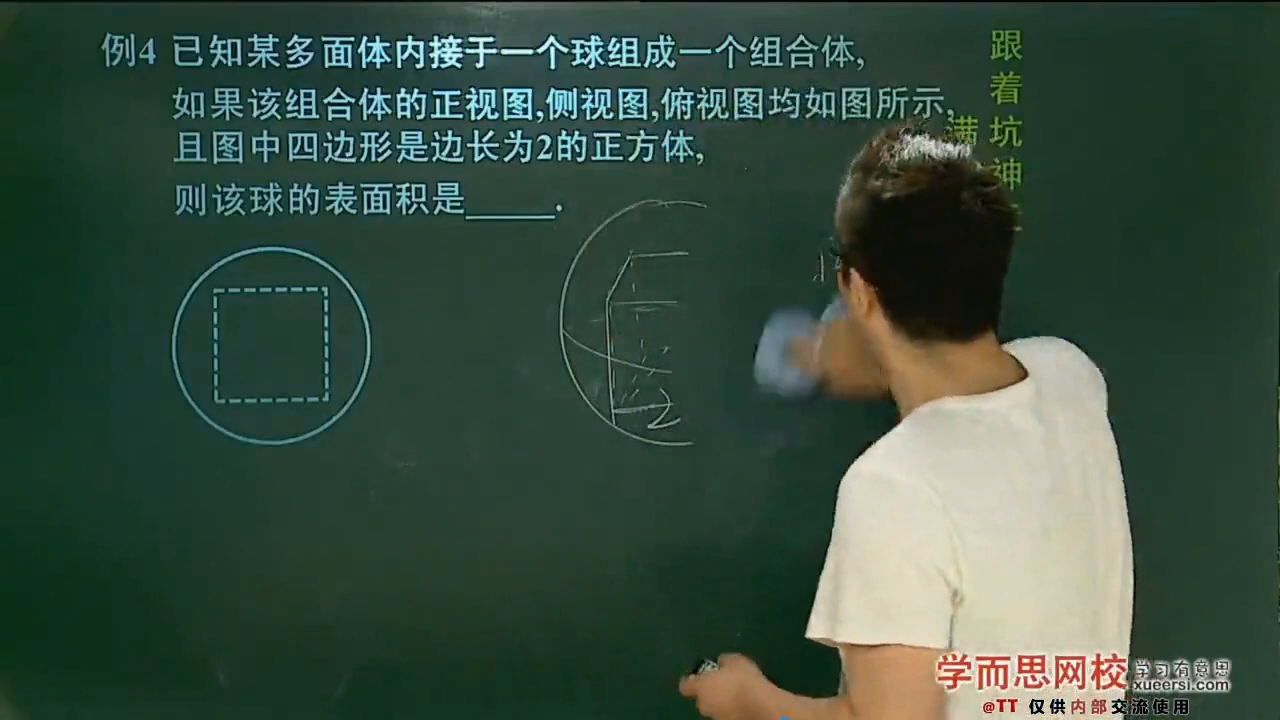 例4 已知某多面体内接于一个球组成一个组合体,
如果该组合体的正视图,侧视图,俯视图均如图所示,
且图中四边形是边长为2的正方体,
则该球的表面积是_____.
跟着坑神
满
2
学而思网校
学习有意思
xueersi.com
@TT 仅供内部交流使用